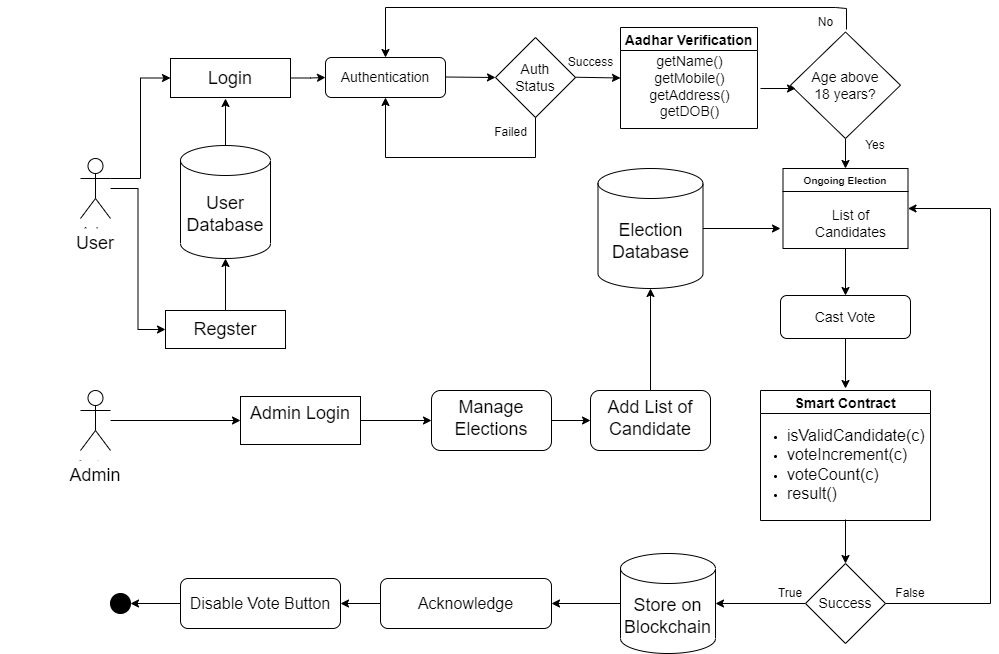 No
Aadhar Verification
getName()
getMobile()
getAddress()
getDOB()
Login
Authentication
Auth
Status
Success
Failed
Age above
18 years?
Yes
User
User
Database
Election
Database
Ongoing Election
List of
Candidates
Regster
Cast Vote
Admin
Admin Login
Manage
Elections
Add List of
Candidate
Smart Contract
• isValidCandidate(c)
• voteIncrement(c)
• voteCount(c)
• result()
Disable Vote Button
Acknowledge
Store on
Blockchain
True
Success
False